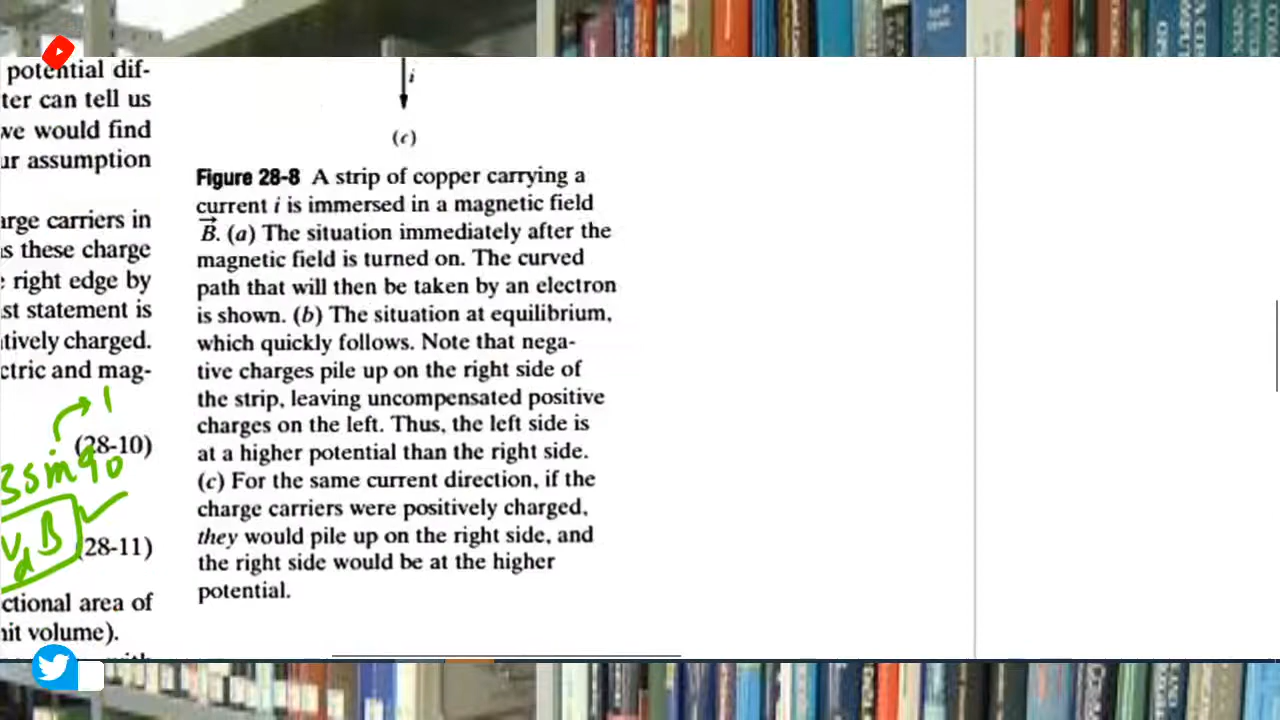 potential dif-
ter can tell us
we would find
ur assumption
arge carriers in
s these charge
right edge by
st statement is
tively charged.
ctric and mag-
1
(28-10)
3 sin 90
v_d B
(28-11)
ctional area of
nit volume).
i
(c)
Figure 28-8 A strip of copper carrying a
current i is immersed in a magnetic field
B⃗. (a) The situation immediately after the
magnetic field is turned on. The curved
path that will then be taken by an electron
is shown. (b) The situation at equilibrium,
which quickly follows. Note that nega-
tive charges pile up on the right side of
the strip, leaving uncompensated positive
charges on the left. Thus, the left side is
at a higher potential than the right side.
(c) For the same current direction, if the
charge carriers were positively charged,
they would pile up on the right side, and
the right side would be at the higher
potential.